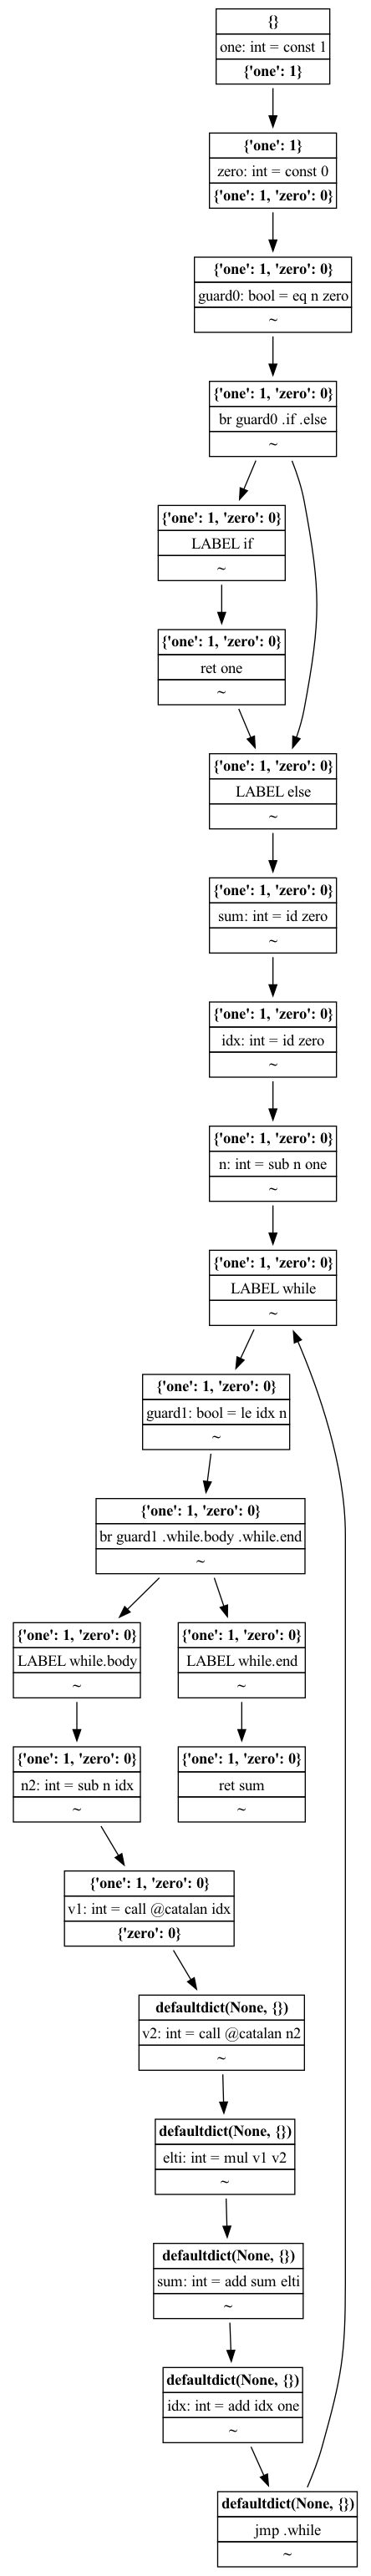 {}
one: int = const 1
{'one': 1}
{'one': 1}
zero: int = const 0
{'one': 1, 'zero': 0}
{'one': 1, 'zero': 0}
guard0: bool = eq n zero
~
{'one': 1, 'zero': 0}
br guard0 .if .else
~
{'one': 1, 'zero': 0}
LABEL if
~
{'one': 1, 'zero': 0}
ret one
~
{'one': 1, 'zero': 0}
LABEL else
~
{'one': 1, 'zero': 0}
sum: int = id zero
~
{'one': 1, 'zero': 0}
idx: int = id zero
~
{'one': 1, 'zero': 0}
n: int = sub n one
~
{'one': 1, 'zero': 0}
LABEL while
~
{'one': 1, 'zero': 0}
guard1: bool = le idx n
~
{'one': 1, 'zero': 0}
br guard1 .while.body .while.end
~
{'one': 1, 'zero': 0}
LABEL while.body
~
{'one': 1, 'zero': 0}
LABEL while.end
~
{'one': 1, 'zero': 0}
n2: int = sub n idx
~
{'one': 1, 'zero': 0}
ret sum
~
{'one': 1, 'zero': 0}
v1: int = call @catalan idx
{'zero': 0}
defaultdict(None, {})
v2: int = call @catalan n2
~
defaultdict(None, {})
elti: int = mul v1 v2
~
defaultdict(None, {})
sum: int = add sum elti
~
defaultdict(None, {})
idx: int = add idx one
~
defaultdict(None, {})
jmp .while
~